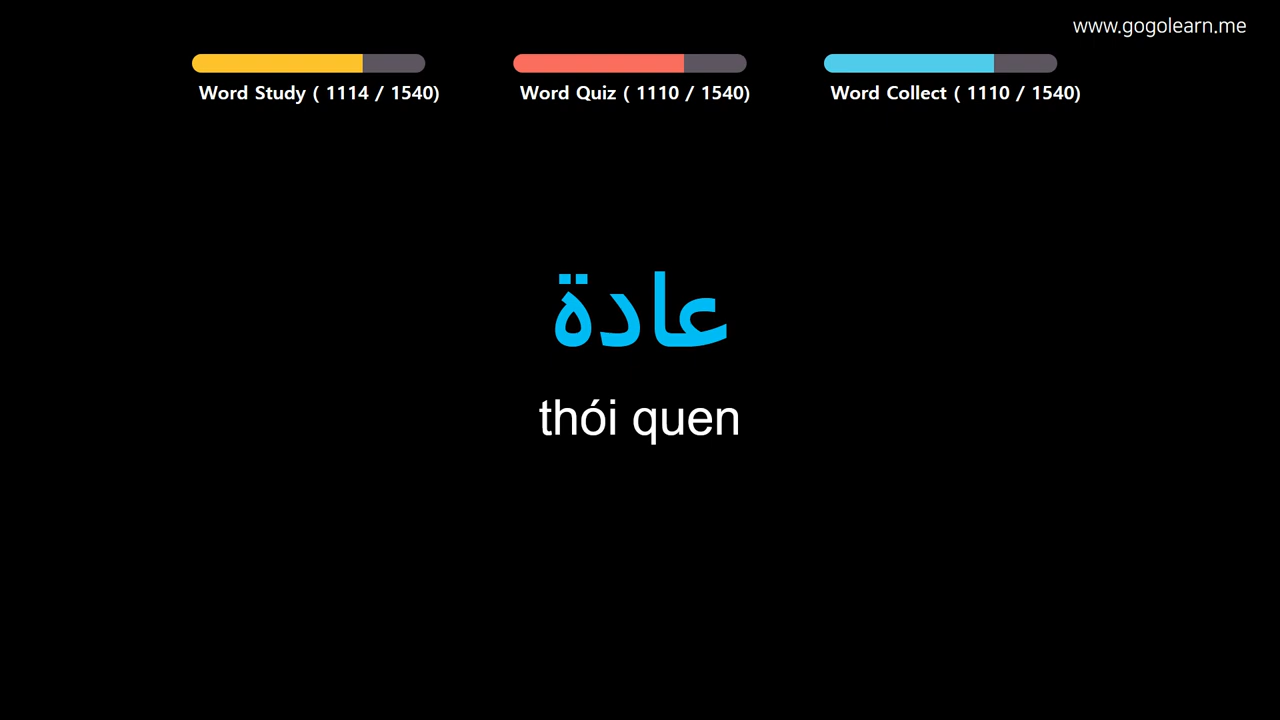 www.gogolearn.me
Word Study ( 1114 / 1540)
Word Quiz ( 1110 / 1540)
Word Collect ( 1110 / 1540)
عادة
thói quen